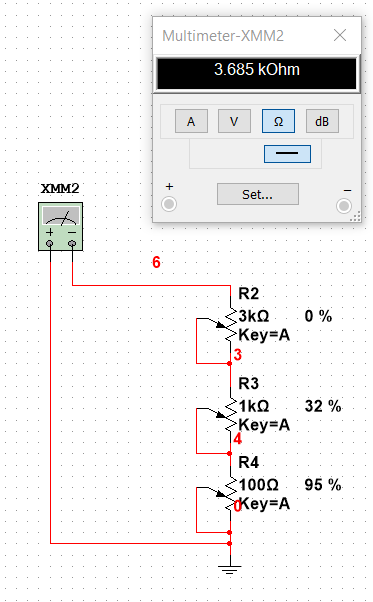 Multimeter-XMM2
3.685 kOhm
A V Ω dB
+ Set... −
XMM2
+ −
6
R2
3kΩ 0 %
Key=A
3
R3
1kΩ 32 %
Key=A
4
R4
100Ω 95 %
Key=A
0